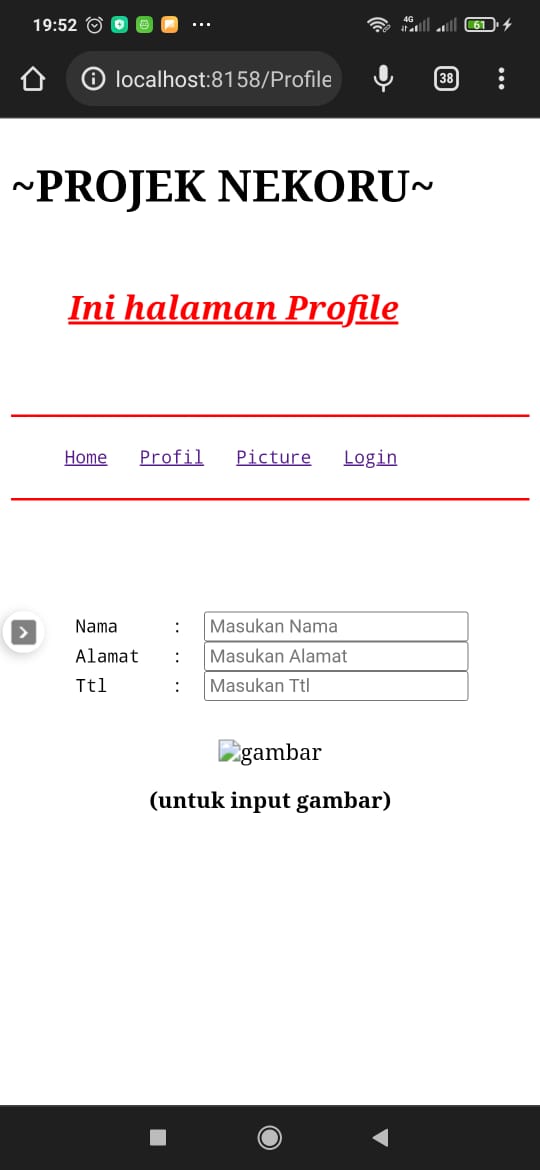 19:52
4G
61
localhost:8158/Profile
38
~PROJEK NEKORU~
Ini halaman Profile
Home Profil Picture Login
Nama : Masukan Nama
Alamat : Masukan Alamat
Ttl : Masukan Ttl
gambar
(untuk input gambar)